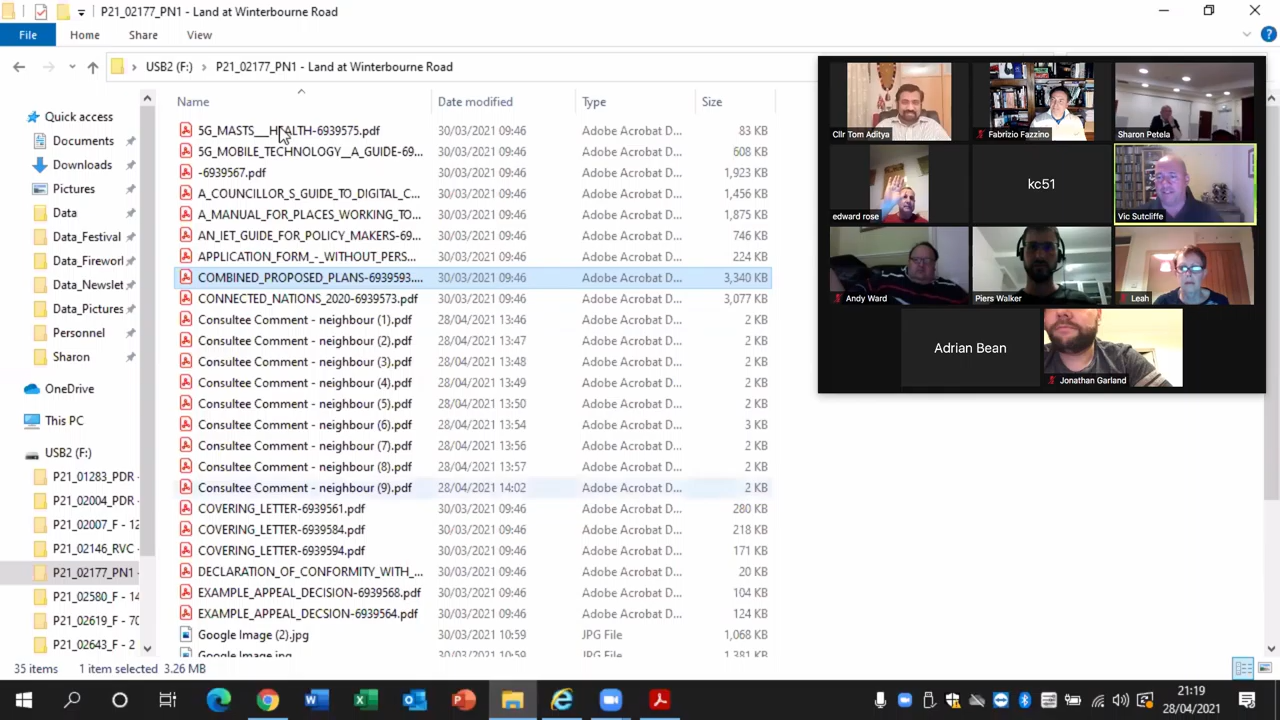 P21_02177_PN1 - Land at Winterbourne Road
File Home Share View
USB2 (F:) P21_02177_PN1 - Land at Winterbourne Road
Name Date modified Type Size
Quick access
Documents
Downloads
Pictures
Data
Data_Festival
Data_Firewor
Data_Newslet
Data_Pictures
Personnel
Sharon
OneDrive
This PC
USB2 (F:)
P21_01283_PDR -
P21_02004_PDR -
P21_02007_F - 12
P21_02146_RVC -
P21_02177_PN1 -
P21_02580_F - 14
P21_02619_F - 70
P21_02643_F - 2
5G_MASTS__HEALTH-6939575.pdf 30/03/2021 09:46 Adobe Acrobat D... 83 KB
5G_MOBILE_TECHNOLOGY__A_GUIDE-69... 30/03/2021 09:46 Adobe Acrobat D... 608 KB
-6939567.pdf 30/03/2021 09:46 Adobe Acrobat D... 1,923 KB
A_COUNCILLOR_S_GUIDE_TO_DIGITAL_C... 30/03/2021 09:46 Adobe Acrobat D... 1,456 KB
A_MANUAL_FOR_PLACES_WORKING_TO... 30/03/2021 09:46 Adobe Acrobat D... 1,875 KB
AN_IET_GUIDE_FOR_POLICY_MAKERS-69... 30/03/2021 09:46 Adobe Acrobat D... 746 KB
APPLICATION_FORM_-_WITHOUT_PERS... 30/03/2021 09:46 Adobe Acrobat D... 224 KB
COMBINED_PROPOSED_PLANS-6939593.... 30/03/2021 09:46 Adobe Acrobat D... 3,340 KB
CONNECTED_NATIONS_2020-6939573.pdf 30/03/2021 09:46 Adobe Acrobat D... 3,077 KB
Consultee Comment - neighbour (1).pdf 28/04/2021 13:46 Adobe Acrobat D... 2 KB
Consultee Comment - neighbour (2).pdf 28/04/2021 13:47 Adobe Acrobat D... 2 KB
Consultee Comment - neighbour (3).pdf 28/04/2021 13:48 Adobe Acrobat D... 2 KB
Consultee Comment - neighbour (4).pdf 28/04/2021 13:49 Adobe Acrobat D... 2 KB
Consultee Comment - neighbour (5).pdf 28/04/2021 13:50 Adobe Acrobat D... 2 KB
Consultee Comment - neighbour (6).pdf 28/04/2021 13:54 Adobe Acrobat D... 3 KB
Consultee Comment - neighbour (7).pdf 28/04/2021 13:56 Adobe Acrobat D... 2 KB
Consultee Comment - neighbour (8).pdf 28/04/2021 13:57 Adobe Acrobat D... 2 KB
Consultee Comment - neighbour (9).pdf 28/04/2021 14:02 Adobe Acrobat D... 2 KB
COVERING_LETTER-6939561.pdf 30/03/2021 09:46 Adobe Acrobat D... 280 KB
COVERING_LETTER-6939584.pdf 30/03/2021 09:46 Adobe Acrobat D... 218 KB
COVERING_LETTER-6939594.pdf 30/03/2021 09:46 Adobe Acrobat D... 171 KB
DECLARATION_OF_CONFORMITY_WITH_... 30/03/2021 09:46 Adobe Acrobat D... 20 KB
EXAMPLE_APPEAL_DECISION-6939568.pdf 30/03/2021 09:46 Adobe Acrobat D... 104 KB
EXAMPLE_APPEAL_DECSION-6939564.pdf 30/03/2021 09:46 Adobe Acrobat D... 124 KB
Google Image (2).jpg 30/03/2021 10:59 JPG File 1,068 KB
Google Image.jpg 30/03/2021 10:59 JPG File 1,381 KB
Cllr Tom Aditya Fabrizio Fazzino Sharon Petela
edward rose kc51 Vic Sutcliffe
Andy Ward Piers Walker Leah
Adrian Bean Jonathan Garland
35 items 1 item selected 3.26 MB
21:19
28/04/2021